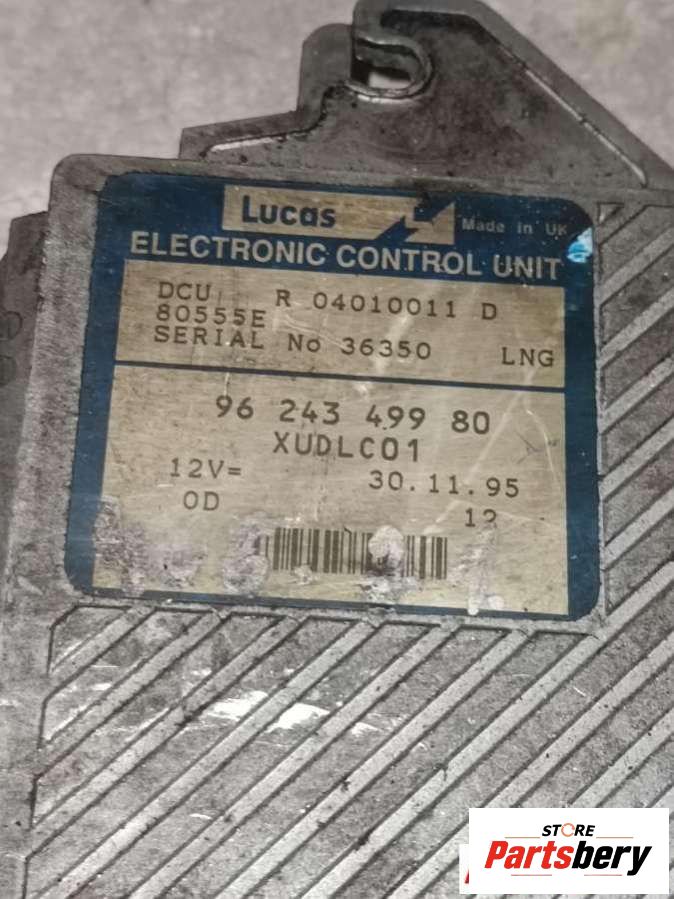 Lucas
Made in UK
ELECTRONIC CONTROL UNIT
DCU R 04010011 D
80555E
SERIAL No 36350 LNG
96 243 499 80
XUDLC01
12V= 30.11.95
0D 12
STORE
Partsbery